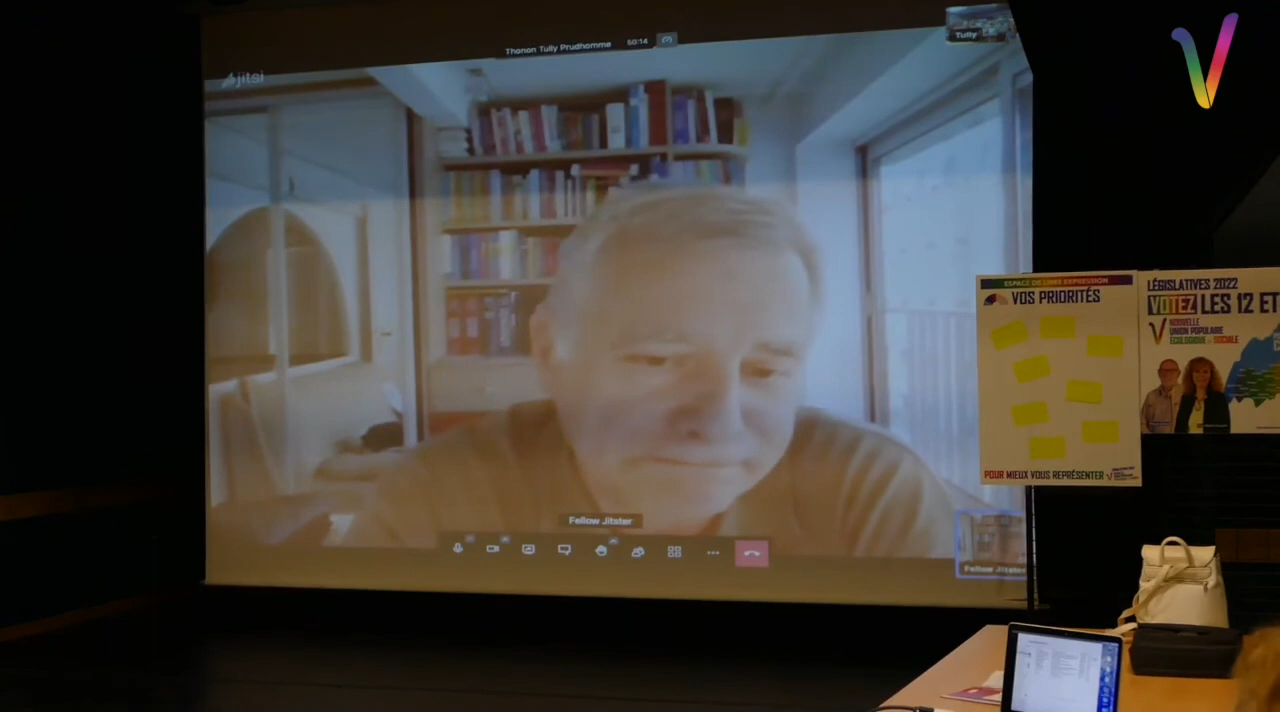 Thonon Tully Prudhomme 50:14
Tully
jitsi
Fellow Jitster
Fellow Jitster
ESPACE DE LIBRE EXPRESSION
VOS PRIORITÉS
POUR MIEUX VOUS REPRÉSENTER
LÉGISLATIVES 2022
VOTEZ LES 12 ET
NOUVELLE
UNION POPULAIRE
ÉCOLOGIQUE ET SOCIALE